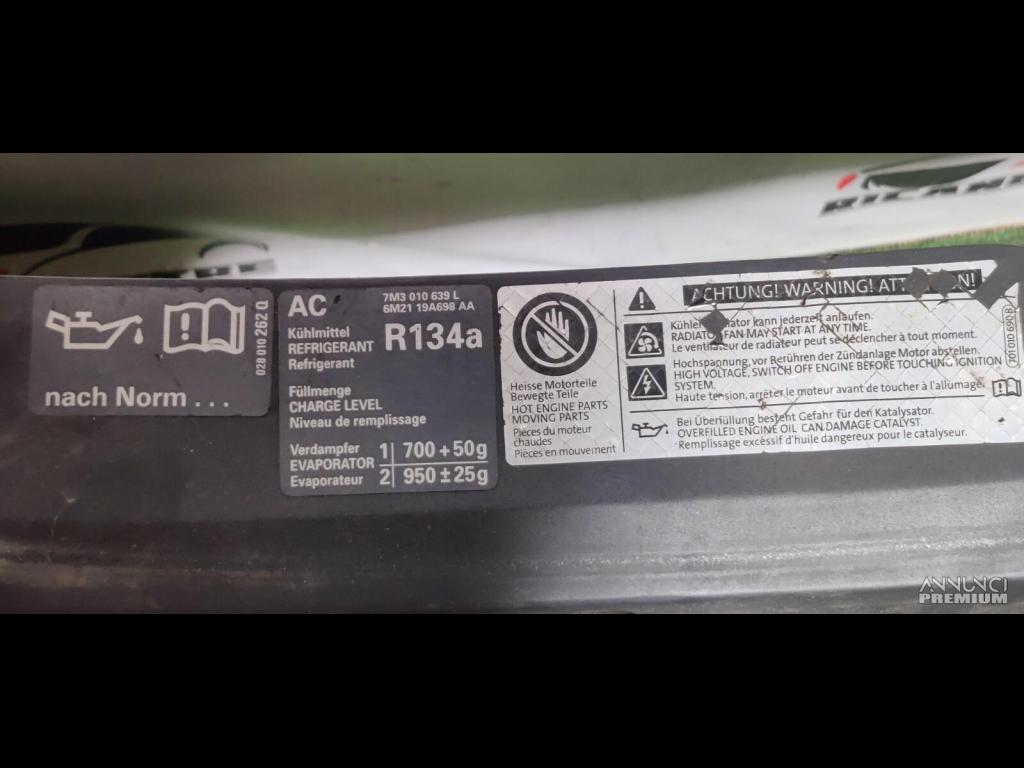 RICAMBI
nach Norm ...
028 010 262 Q
AC
7M3 010 639 L
6M21 19A698 AA
Kühlmittel
REFRIGERANT
Refrigerant
R134a
Füllmenge
CHARGE LEVEL
Niveau de remplissage
Verdampfer
EVAPORATOR
Evaporateur
1 700 + 50g
2 950 ± 25g
Heisse Motorteile
Bewegte Teile
HOT ENGINE PARTS
MOVING PARTS
Pièces du moteur
chaudes
Pièces en mouvement
ACHTUNG! WARNING!
kann jederzeit anlaufen.
FAN MAY START AT ANY TIME.
Le ventilateur de radiateur peut se déclencher à tout moment.
Hochspannung, vor Berühren der Zündanlage Motor abstellen.
HIGH VOLTAGE, SWITCH OFF ENGINE BEFORE TOUCHING IGNITION
SYSTEM.
Haute tension, arrêter le moteur avant de toucher à l'allumage
Bei Überfüllung besteht Gefahr für den Katalysator.
OVERFILLED ENGINE OIL CAN DAMAGE CATALYST.
Remplissage excéssif d'huile dangereux pour le catalyseur.
ANNUNCI
PREMIUM